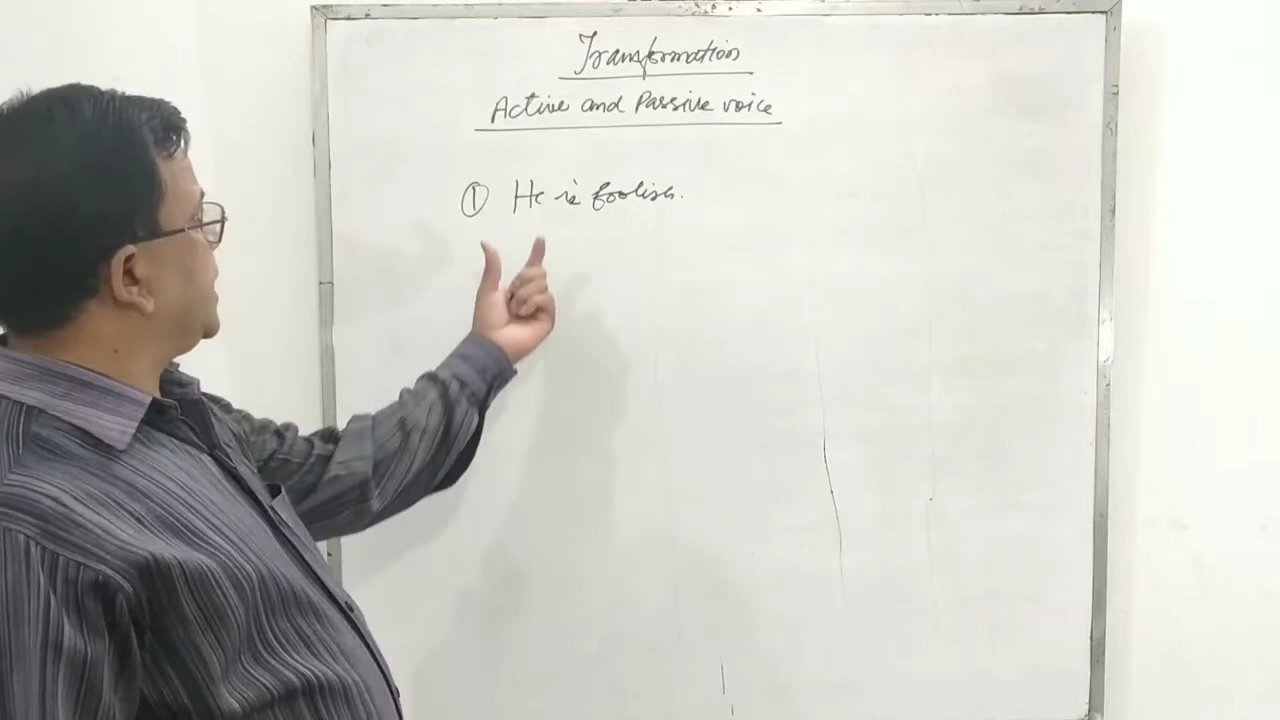 Transformation
Active and Passive voice
① He is foolish.